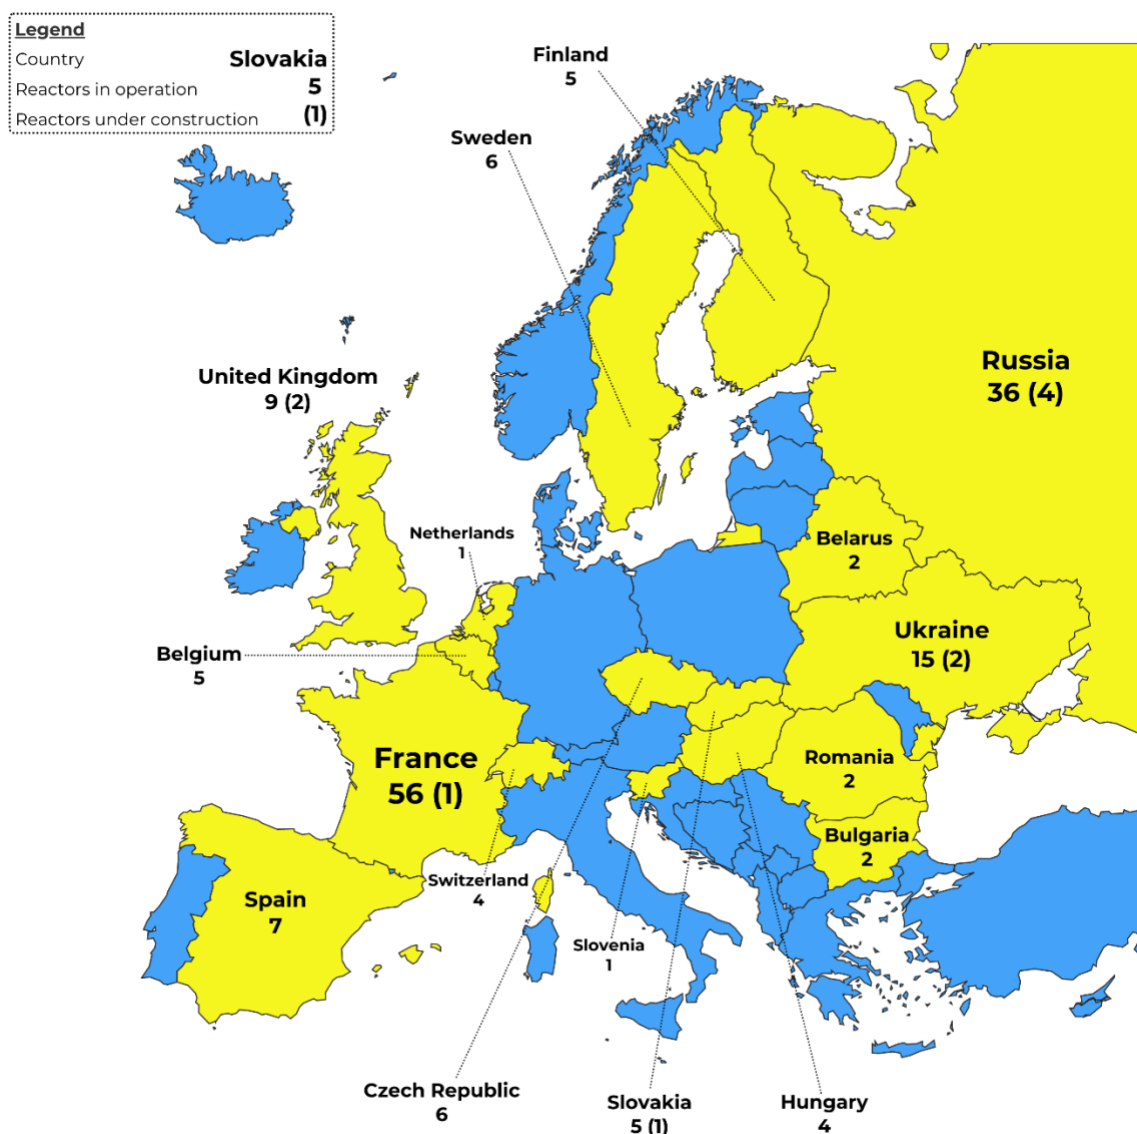 Legend
Country Slovakia
Reactors in operation 5
Reactors under construction (1)
Finland
5
Sweden
6
United Kingdom
9 (2)
Russia
36 (4)
Netherlands
1
Belarus
2
Belgium
5
Ukraine
15 (2)
France
56 (1)
Romania
2
Bulgaria
2
Switzerland
4
Spain
7
Slovenia
1
Czech Republic
6
Slovakia
5 (1)
Hungary
4